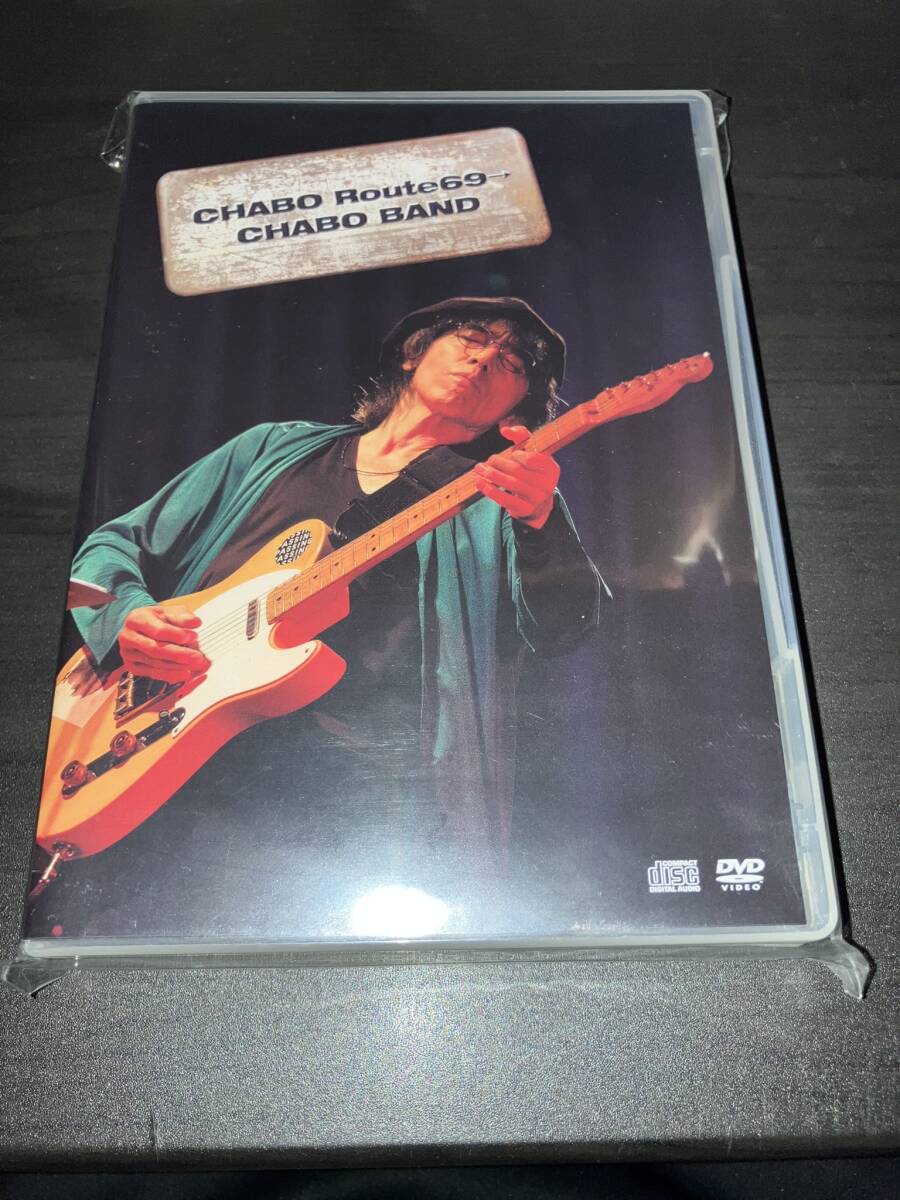 CHABO Route69→
CHABO BAND
COMPACT
disc
DIGITAL AUDIO
DVD
VIDEO